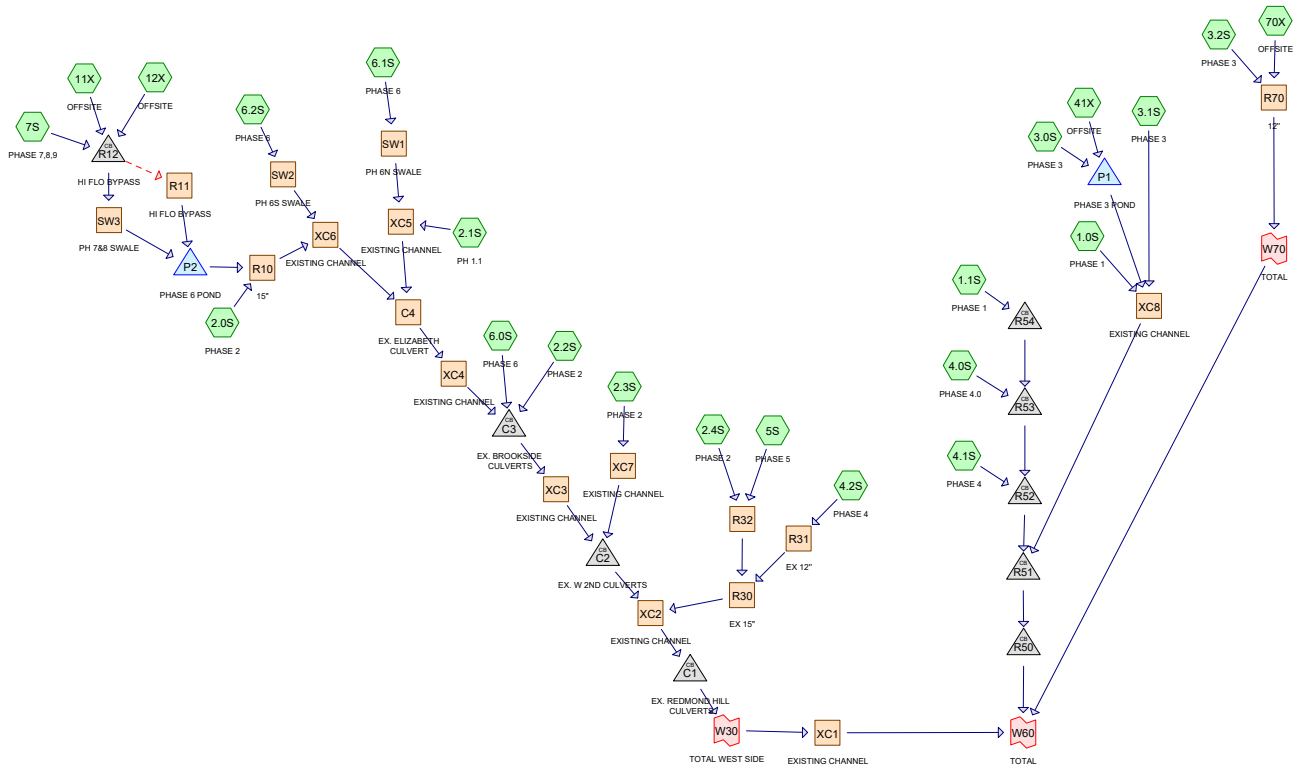 70X
3.2S
OFFSITE
PHASE 3
6.1S
11X
12X
PHASE 6
R70
OFFSITE
OFFSITE
6.2S
41X
3.1S
12"
7S
PHASE 6
3.0S
OFFSITE
PHASE 3
CB
R12
SW1
PHASE 7,8,9
PHASE 3
PH 6N SWALE
P1
SW2
HI FLO BYPASS
R11
PHASE 3 POND
PH 6S SWALE
HI FLO BYPASS
SW3
XC5
2.1S
XC6
1.0S
W70
PH 7&8 SWALE
EXISTING CHANNEL
PH 1.1
EXISTING CHANNEL
PHASE 1
TOTAL
P2
R10
1.1S
PHASE 6 POND
15"
PHASE 1
XC8
C4
CB
R54
2.0S
EXISTING CHANNEL
EX. ELIZABETH
CULVERT
PHASE 2
6.0S
2.2S
PHASE 6
4.0S
XC4
PHASE 2
2.3S
PHASE 4.0
EXISTING CHANNEL
CB
R53
PHASE 2
CB
C3
2.4S
5S
EX. BROOKSIDE
CULVERTS
PHASE 2
PHASE 5
4.1S
XC7
PHASE 4
EXISTING CHANNEL
4.2S
CB
R52
XC3
PHASE 4
EXISTING CHANNEL
R32
R31
CB
C2
EX 12"
CB
R51
EX. W 2ND CULVERTS
R30
XC2
EX 15"
EXISTING CHANNEL
CB
R50
CB
C1
EX. REDMOND HILL
CULVERTS
W30
XC1
W60
TOTAL WEST SIDE
EXISTING CHANNEL
TOTAL